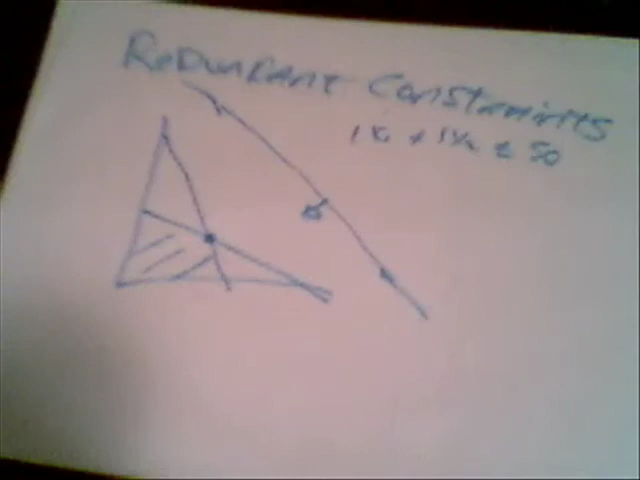 Redundant Constraints
1X₁ + 1X₂ ≤ 50